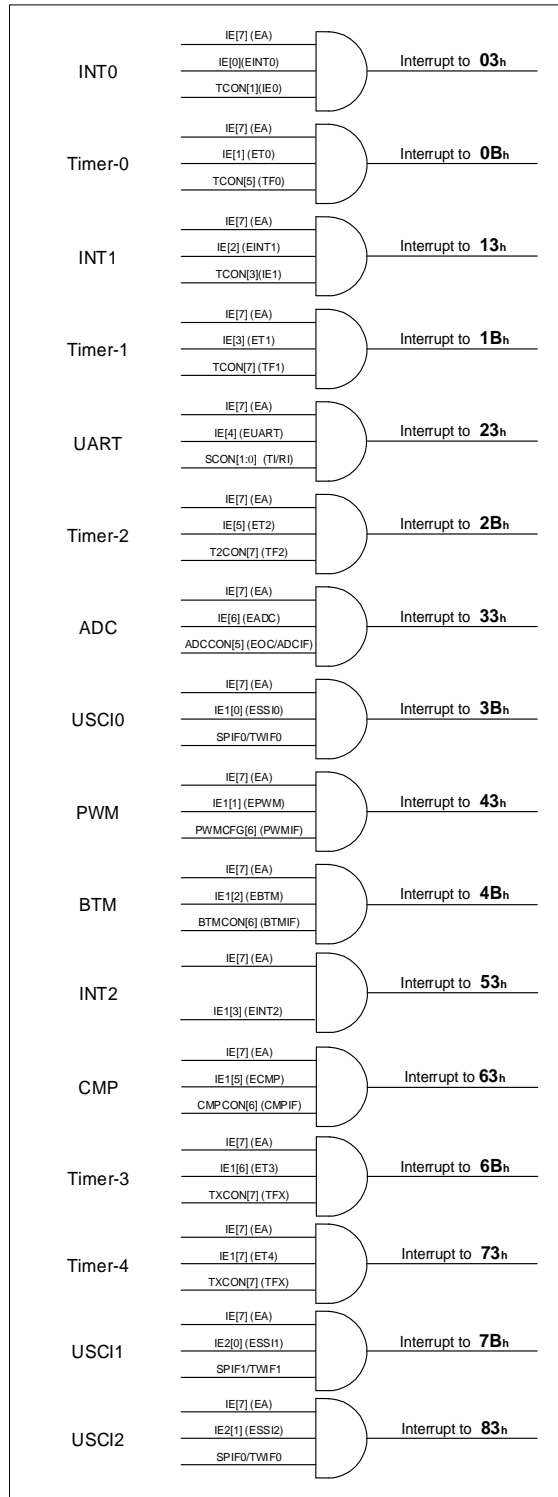 IE[7] (EA)
INT0
IE[0](EINT0)
Interrupt to 03h
TCON[1](IE0)
IE[7] (EA)
Timer-0
IE[1] (ET0)
Interrupt to 0Bh
TCON[5] (TF0)
IE[7] (EA)
INT1
IE[2] (EINT1)
Interrupt to 13h
TCON[3](IE1)
IE[7] (EA)
Timer-1
IE[3] (ET1)
Interrupt to 1Bh
TCON[7] (TF1)
IE[7] (EA)
UART
IE[4] (EUART)
Interrupt to 23h
SCON[1:0] (TI/RI)
IE[7] (EA)
Timer-2
IE[5] (ET2)
Interrupt to 2Bh
T2CON[7] (TF2)
IE[7] (EA)
ADC
IE[6] (EADC)
Interrupt to 33h
ADCCON[5] (EOC/ADCIF)
IE[7] (EA)
USCI0
IE1[0] (ESSI0)
Interrupt to 3Bh
SPIF0/TWIF0
IE[7] (EA)
PWM
IE1[1] (EPWM)
Interrupt to 43h
PWMCFG[6] (PWMIF)
IE[7] (EA)
BTM
IE1[2] (EBTM)
Interrupt to 4Bh
BTMCON[6] (BTMIF)
IE[7] (EA)
INT2
Interrupt to 53h
IE1[3] (EINT2)
IE[7] (EA)
CMP
IE1[5] (ECMP)
Interrupt to 63h
CMPCON[6] (CMPIF)
IE[7] (EA)
Timer-3
IE1[6] (ET3)
Interrupt to 6Bh
TXCON[7] (TFX)
IE[7] (EA)
Timer-4
IE1[7] (ET4)
Interrupt to 73h
TXCON[7] (TFX)
IE[7] (EA)
USCI1
IE2[0] (ESSI1)
Interrupt to 7Bh
SPIF1/TWIF1
IE[7] (EA)
USCI2
IE2[1] (ESSI2)
Interrupt to 83h
SPIF0/TWIF0